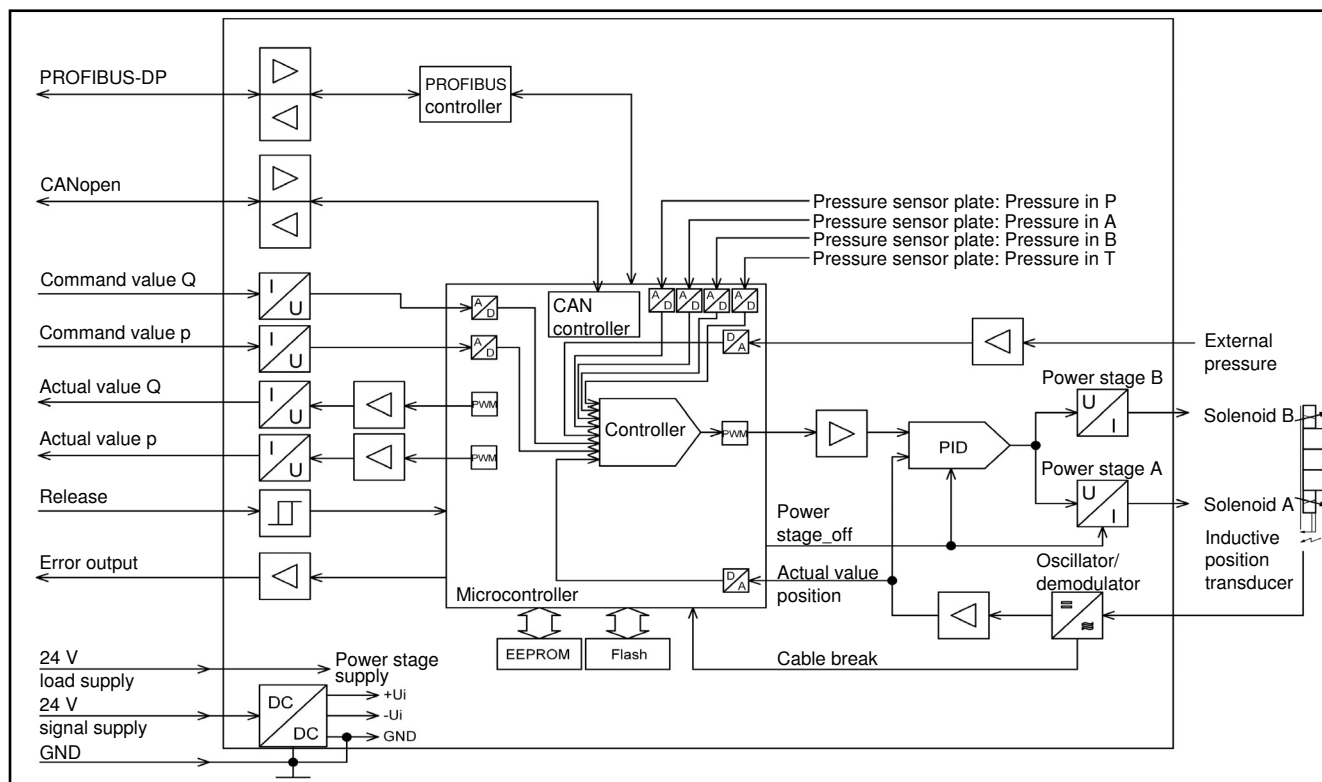 PROFIBUS-DP
PROFIBUS
controller
CANopen
Pressure sensor plate: Pressure in P
Pressure sensor plate: Pressure in A
Pressure sensor plate: Pressure in B
Pressure sensor plate: Pressure in T
Command value Q
I
U
A
D
CAN
controller
A
D
A
D
A
D
A
D
Command value p
I
U
A
D
D
A
External
pressure
Actual value Q
I
U
PWM
Controller
PWM
PID
Power stage B
U
I
Solenoid B
Actual value p
I
U
PWM
Power stage A
U
I
Solenoid A
Release
Power
stage_off
Inductive
position
transducer
Error output
D
A
Actual value
position
Oscillator/
demodulator
=
≈
Microcontroller
EEPROM
Flash
Cable break
24 V
load supply
Power stage
supply
24 V
signal supply
DC
DC
+Ui
-Ui
GND
GND